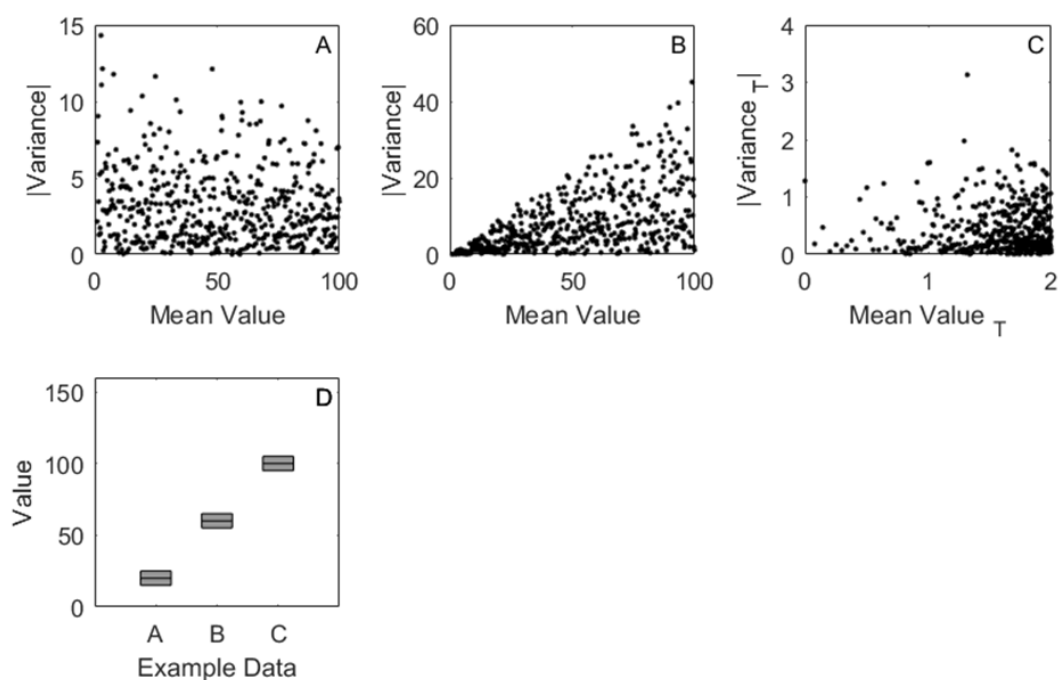 A
15
10
5
0
|Variance|
0
50
100
Mean Value
B
60
40
20
0
|Variance|
50
100
Mean Value
C
4
3
2
1
0
|Variance T|
0
1
2
Mean Value T
D
150
100
50
0
Value
A
B
C
Example Data